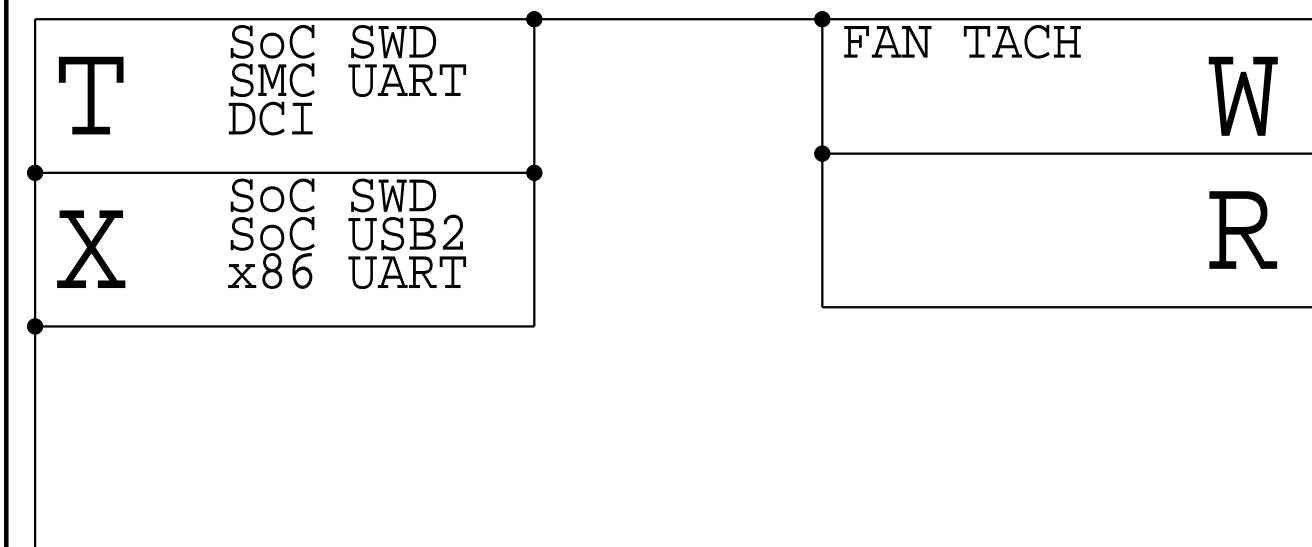 T
SoC SWD
SMC UART
DCI
X
SoC SWD
SoC USB2
x86 UART
FAN TACH
W
R